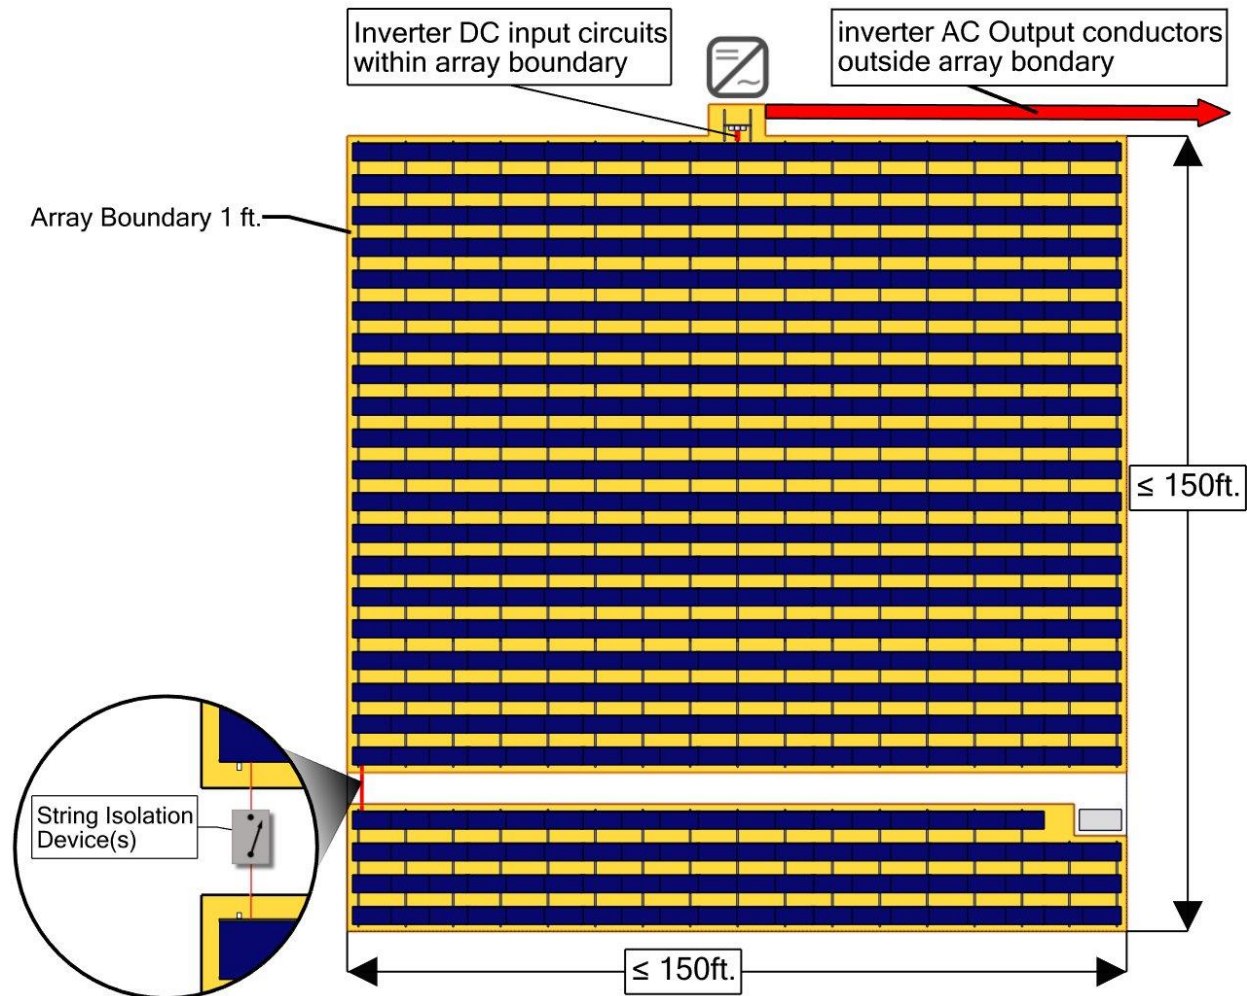 Inverter DC input circuits
within array boundary
inverter AC Output conductors
outside array bondary
Array Boundary 1 ft.
≤ 150ft.
String Isolation
Device(s)
≤ 150ft.